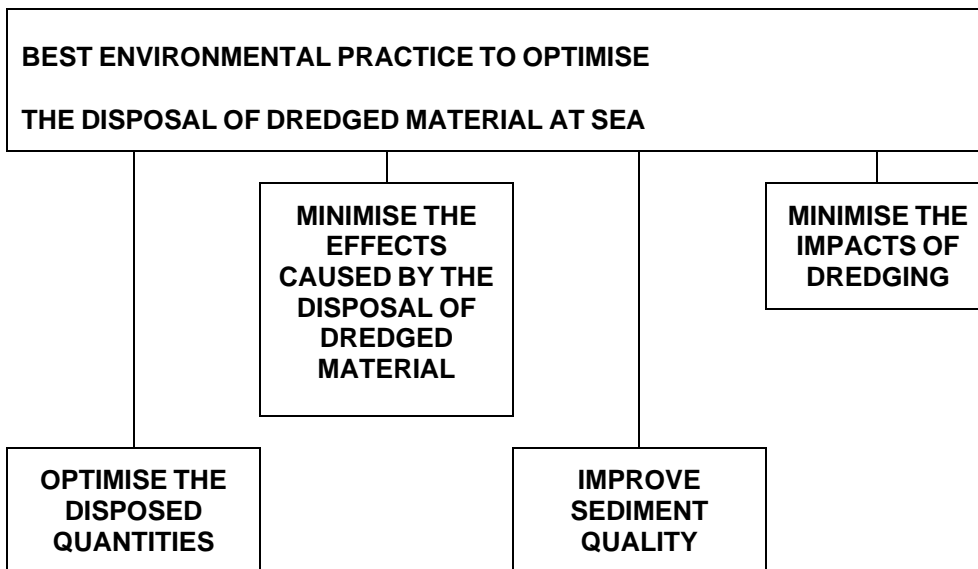 BEST ENVIRONMENTAL PRACTICE TO OPTIMISE
THE DISPOSAL OF DREDGED MATERIAL AT SEA
MINIMISE THE
EFFECTS
CAUSED BY THE
DISPOSAL OF
DREDGED
MATERIAL
MINIMISE THE
IMPACTS OF
DREDGING
OPTIMISE THE
DISPOSED
QUANTITIES
IMPROVE
SEDIMENT
QUALITY